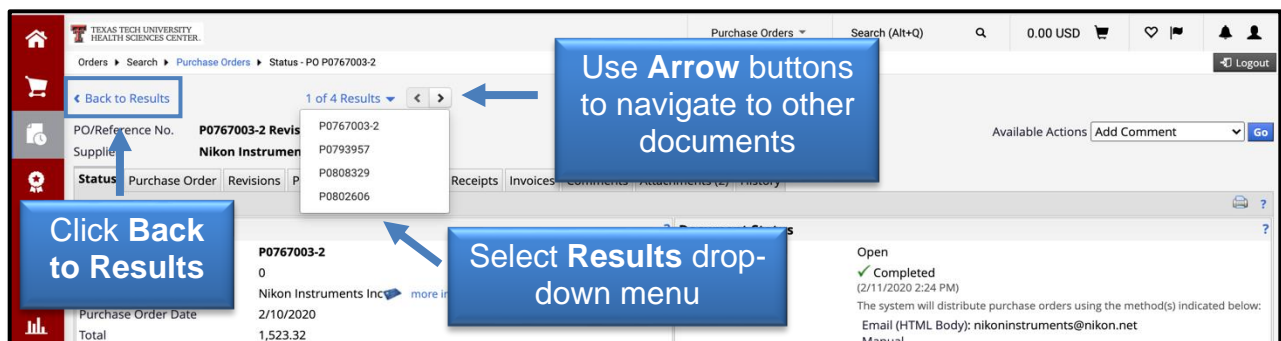 TEXAS TECH UNIVERSITY
HEALTH SCIENCES CENTER.
Purchase Orders
Search (Alt+Q)
0.00 USD
Orders Search Purchase Orders Status - PO P0767003-2
Logout
Back to Results
1 of 4 Results
Use Arrow buttons
to navigate to other
documents
PO/Reference No. P0767003-2 Revis
P0767003-2
Available Actions Add Comment Go
Supplie Nikon Instrumen
P0793957
P0808329
P0802606
Status Purchase Order Revisions P Receipts Invoices Comments Attachments (2) History
?
Click Back
to Results
Select Results drop-
down menu
?
?
P0767003-2
Open
0
Completed
(2/11/2020 2:24 PM)
Nikon Instruments Inc more in
The system will distribute purchase orders using the method(s) indicated below:
Purchase Order Date 2/10/2020
Email (HTML Body): nikoninstruments@nikon.net
Total 1,523.32
Manual